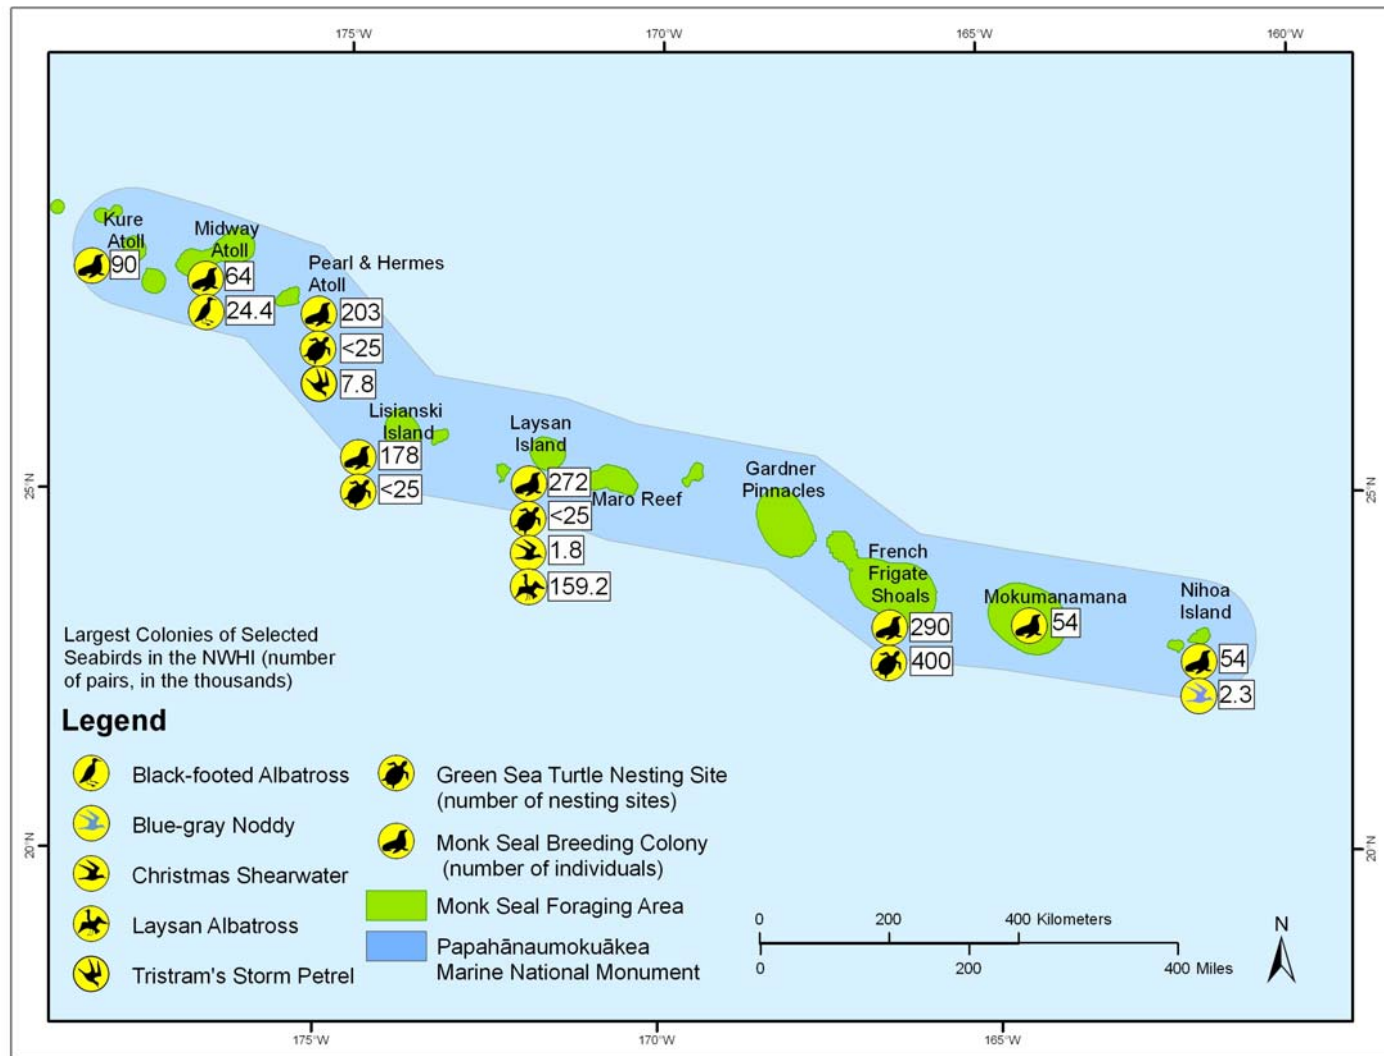 175°W
170°W
165°W
160°W
Kure
Atoll
90
Midway
Atoll
64
24.4
Pearl & Hermes
Atoll
203
<25
7.8
Lisianski
Island
178
<25
Laysan
Island
272
<25
1.8
159.2
Maro Reef
Gardner
Pinnacles
French
Frigate
Shoals
290
400
Mokumanamana
54
Nihoa
Island
54
2.3
25°N
25°N
20°N
20°N
Largest Colonies of Selected
Seabirds in the NWHI (number
of pairs, in the thousands)
Legend
Black-footed Albatross
Blue-gray Noddy
Christmas Shearwater
Laysan Albatross
Tristram's Storm Petrel
Green Sea Turtle Nesting Site
(number of nesting sites)
Monk Seal Breeding Colony
(number of individuals)
Monk Seal Foraging Area
Papahānaumokuākea
Marine National Monument
0 200 400 Kilometers
0 200 400 Miles
N
175°W
170°W
165°W